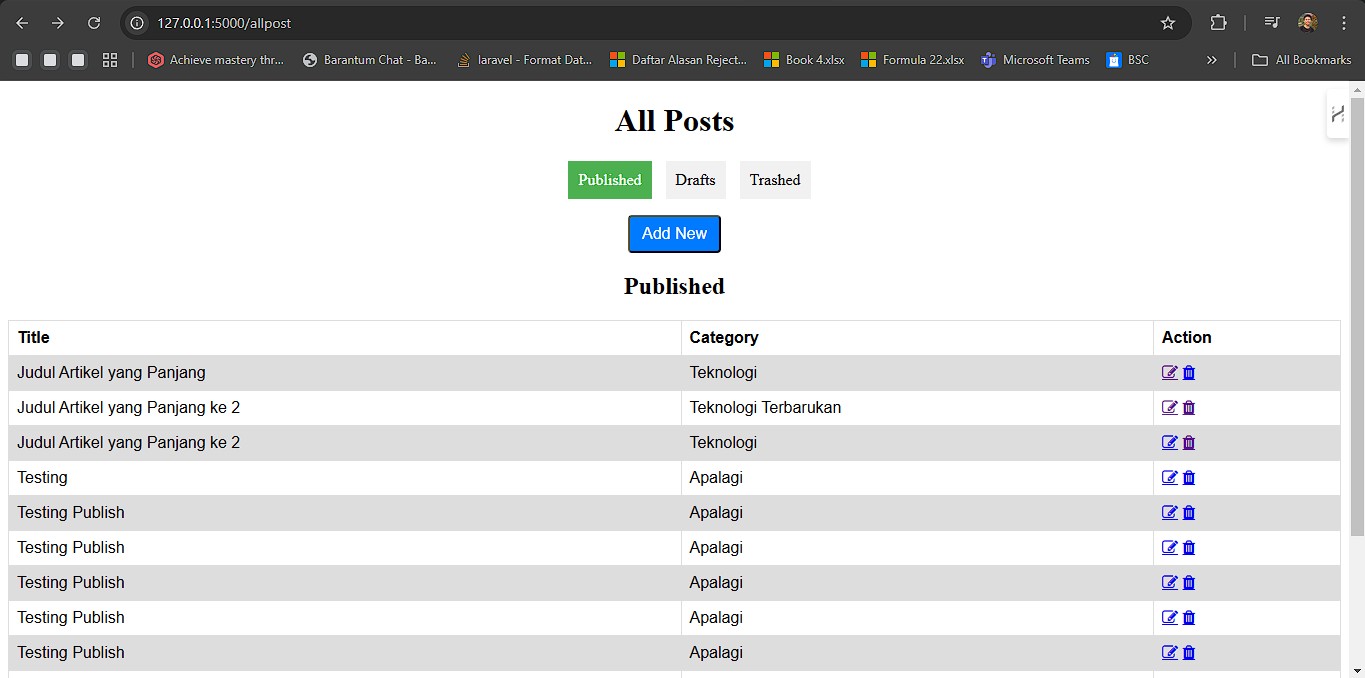 127.0.0.1:5000/allpost
Achieve mastery thr... Barantum Chat - Ba... laravel - Format Dat... Daftar Alasan Reject... Book 4.xlsx Formula 22.xlsx Microsoft Teams BSC » All Bookmarks
All Posts
Published Drafts Trashed
Add New
Published
Title Category Action
Judul Artikel yang Panjang Teknologi
Judul Artikel yang Panjang ke 2 Teknologi Terbarukan
Judul Artikel yang Panjang ke 2 Teknologi
Testing Apalagi
Testing Publish Apalagi
Testing Publish Apalagi
Testing Publish Apalagi
Testing Publish Apalagi
Testing Publish Apalagi